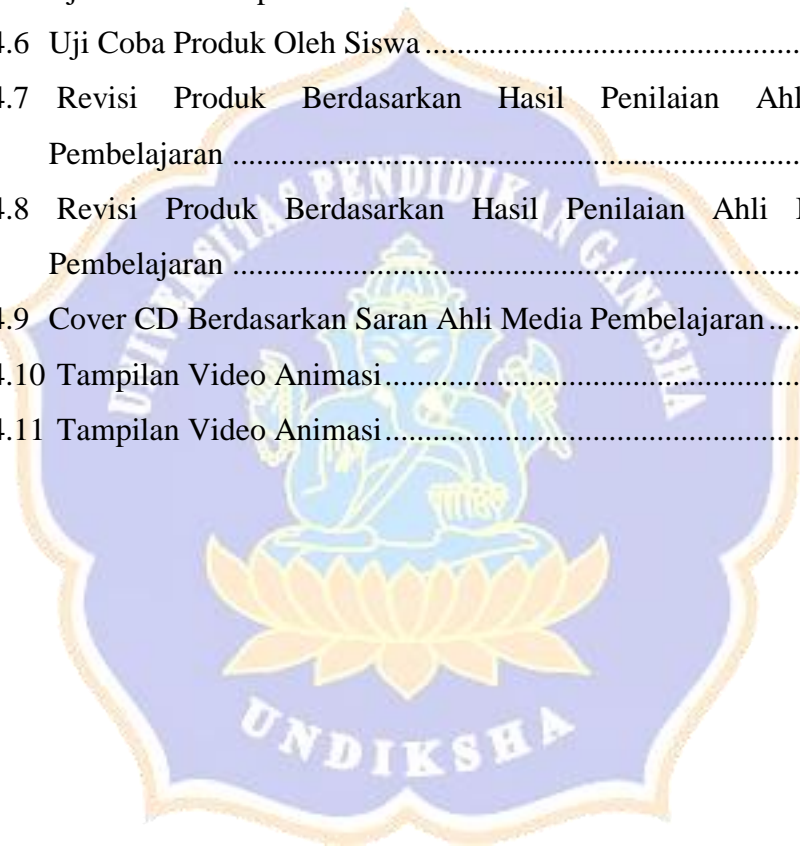 4.6 Uji Coba Produk Oleh Siswa ...............................................
4.7 Revisi Produk Berdasarkan Hasil Penilaian
Pembelajaran ........................................................................
4.8 Revisi Produk Berdasarkan Hasil Penilaian Ahli
Pembelajaran ........................................................................
4.9 Cover CD Berdasarkan Saran Ahli Media Pembelajaran ....
4.10 Tampilan Video Animasi ....................................................
4.11 Tampilan Video Animasi ....................................................
UNIVERSITAS PENDIDIKAN GANESHA
UNDIKSHA